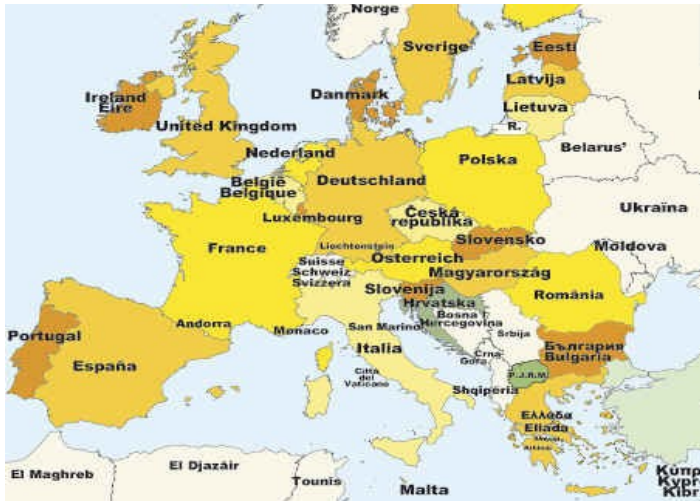 Norge
Sverige
Eesti
Latvija
Lietuva
R.
Danmark
Ireland
Eire
United Kingdom
Nederland
België
Belgique
Luxembourg
Deutschland
Polska
Belarus'
Ukraïna
Moldova
Česká
republika
Slovensko
France
Liechtenstein
Suisse
Schweiz
Svizzera
Österreich
Magyarország
Slovenija
Hrvatska
Bosna i
Hercegovina
Srbija
Crna
Gora
România
България
Bulgaria
Portugal
España
Andorra
Monaco
San Marino
Italia
Città
del
Vaticano
Shqipëria
P.J.R.M.
Ελλάδα
Ellada
El Maghreb
El Djazâir
Tounis
Malta
Κύπρ
Kypr
Kibr